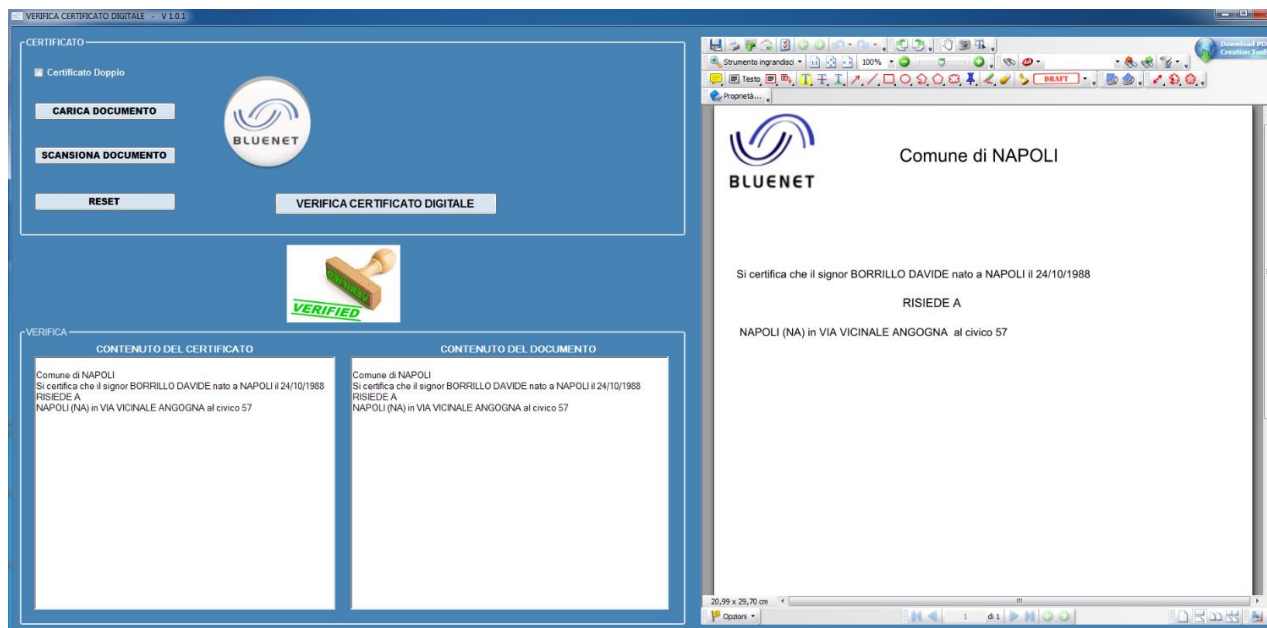 VERIFICA CERTIFICATO DIGITALE - V 1.0.1
CERTIFICATO
Certificato Doppio
CARICA DOCUMENTO
SCANSIONA DOCUMENTO
RESET
BLUENET
VERIFICA CERTIFICATO DIGITALE
VERIFIED
VERIFICA
CONTENUTO DEL CERTIFICATO
Comune di NAPOLI
Si certifica che il signor BORRILLO DAVIDE nato a NAPOLI il 24/10/1988
RISIEDE A
NAPOLI (NA) in VIA VICINALE ANGOGNA al civico 57
CONTENUTO DEL DOCUMENTO
Comune di NAPOLI
Si certifica che il signor BORRILLO DAVIDE nato a NAPOLI il 24/10/1988
RISIEDE A
NAPOLI (NA) in VIA VICINALE ANGOGNA al civico 57
Download
Creation
Strumento ingrandisci
100%
Testo
DRAFT
Proprietà...
BLUENET
Comune di NAPOLI
Si certifica che il signor BORRILLO DAVIDE nato a NAPOLI il 24/10/1988
RISIEDE A
NAPOLI (NA) in VIA VICINALE ANGOGNA al civico 57
20,99 x 29,70 cm
Opzioni
1 di 1